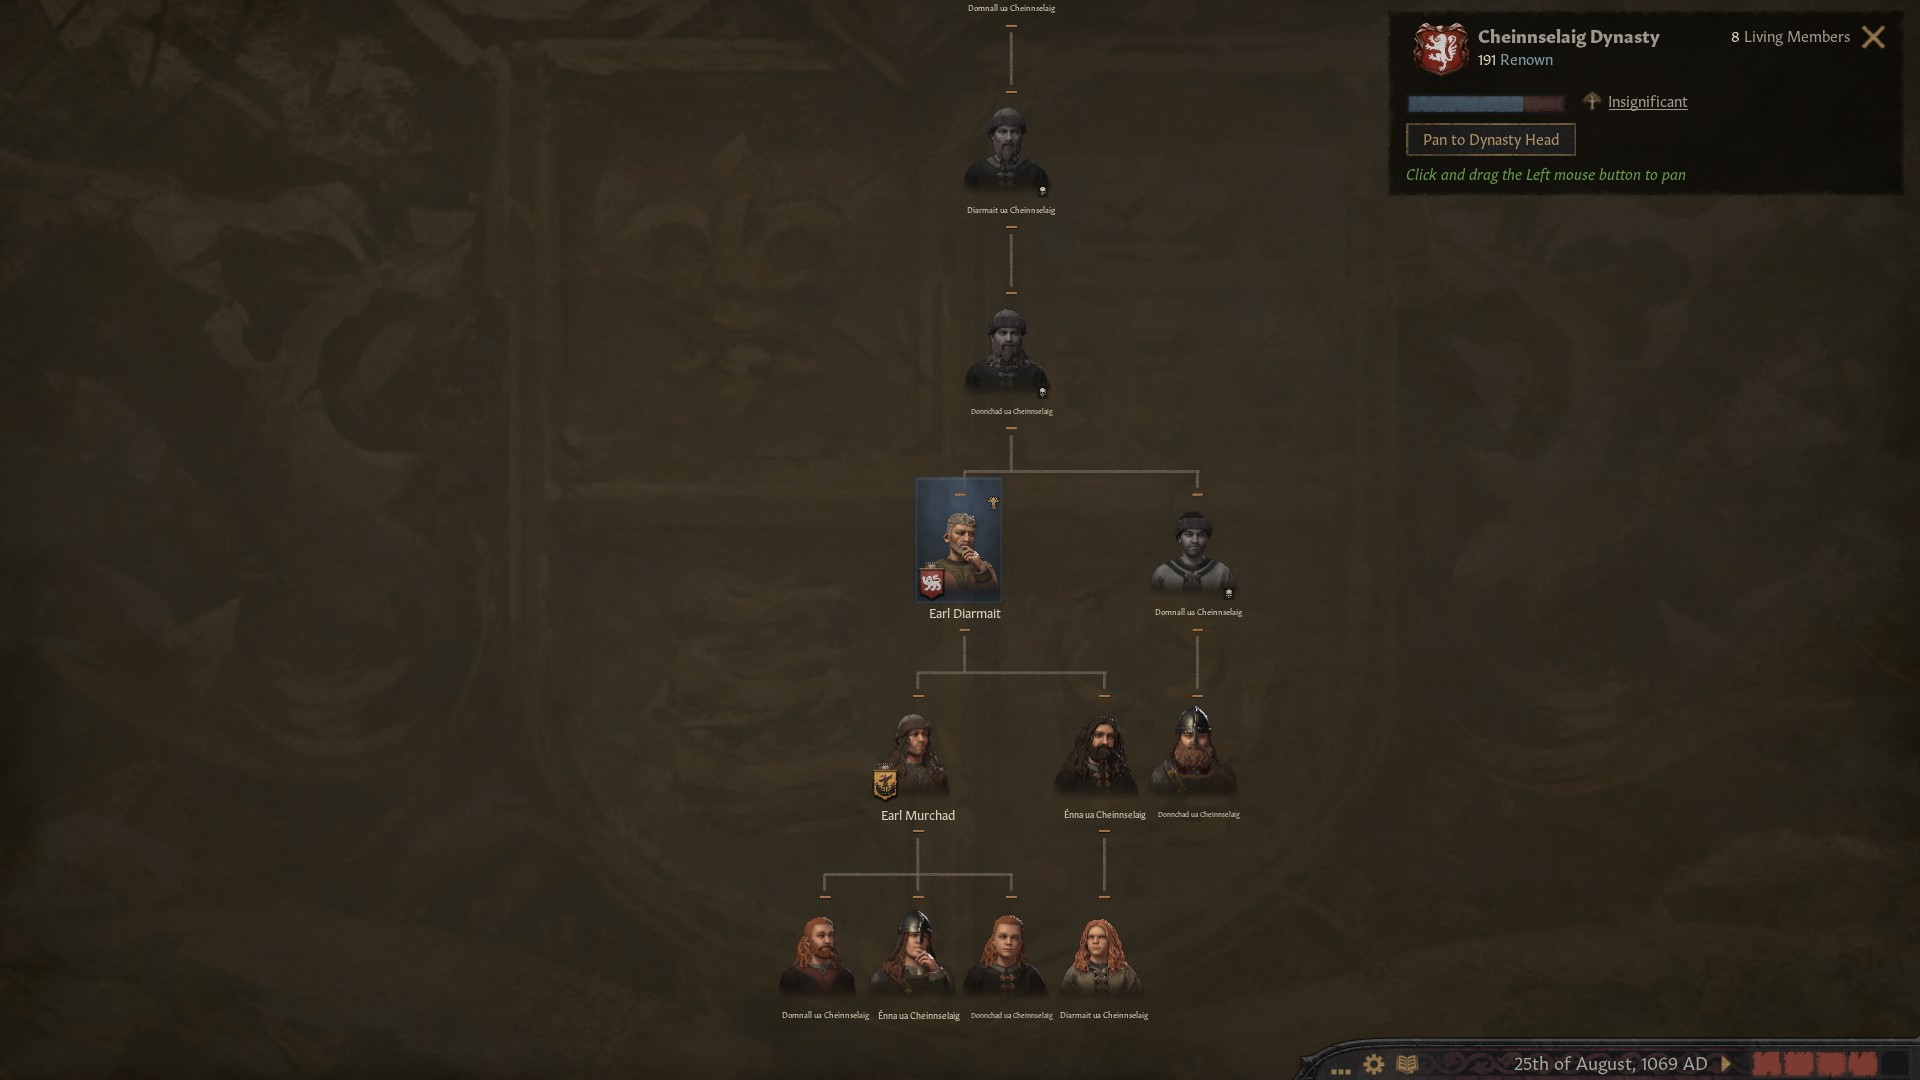 Domnall ua Cheinnselaig
Cheinnselaig Dynasty
8 Living Members
191 Renown
Insignificant
Pan to Dynasty Head
Click and drag the Left mouse button to pan
Diarmait ua Cheinnselaig
Donnchad ua Cheinnselaig
Earl Diarmait
Domnall ua Cheinnselaig
Earl Murchad
Énna ua Cheinnselaig
Donnchad ua Cheinnselaig
Domnall ua Cheinnselaig
Énna ua Cheinnselaig
Donnchad ua Cheinnselaig
Diarmait ua Cheinnselaig
... 25th of August, 1069 AD